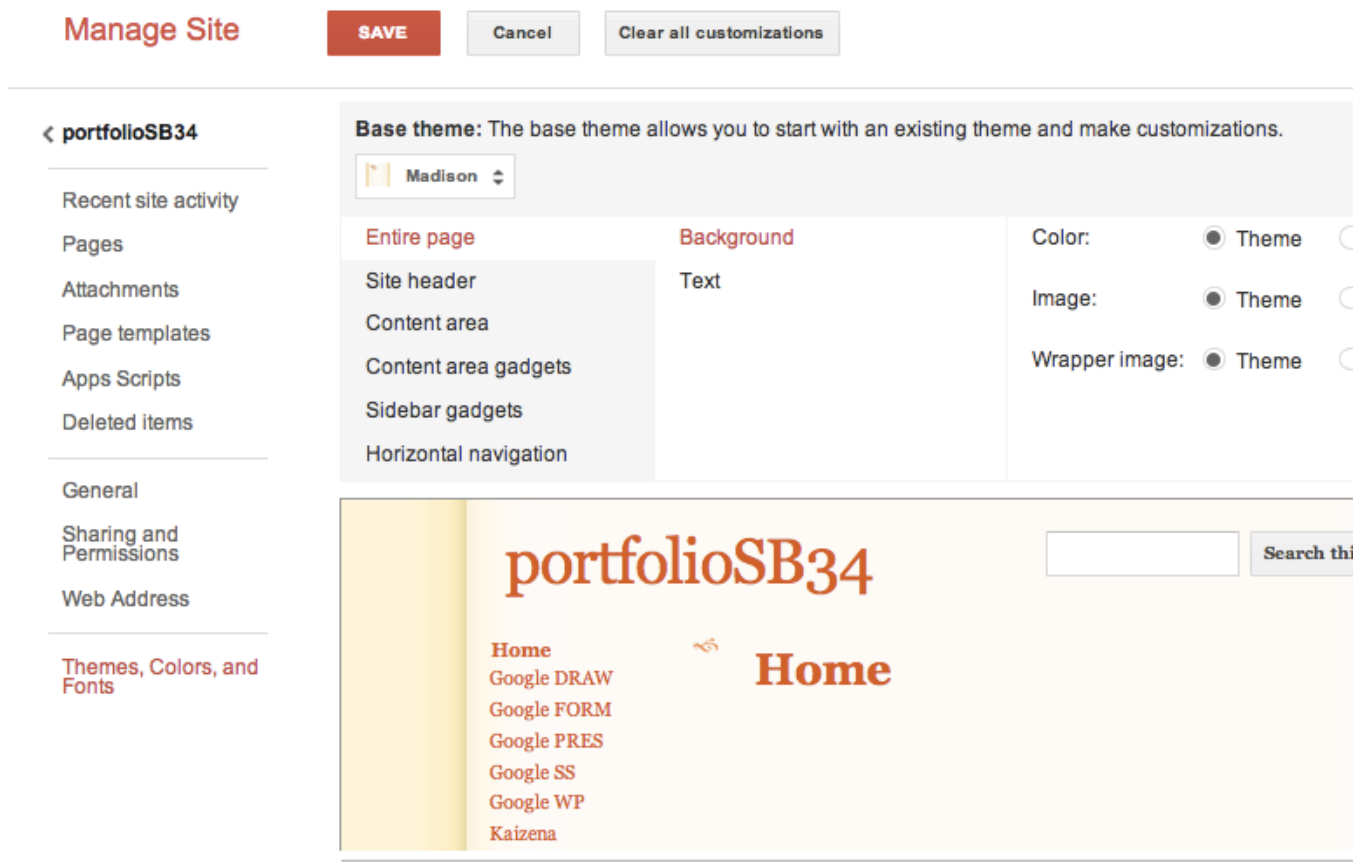 Manage Site
SAVE
Cancel
Clear all customizations
portfolioSB34
Recent site activity
Pages
Attachments
Page templates
Apps Scripts
Deleted items
General
Sharing and
Permissions
Web Address
Themes, Colors, and
Fonts
Base theme: The base theme allows you to start with an existing theme and make customizations.
Madison
Entire page
Site header
Content area
Content area gadgets
Sidebar gadgets
Horizontal navigation
Background
Text
Color: Theme
Image: Theme
Wrapper image: Theme
portfolioSB34
Search thi
Home
Google DRAW
Google FORM
Google PRES
Google SS
Google WP
Kaizena
Home